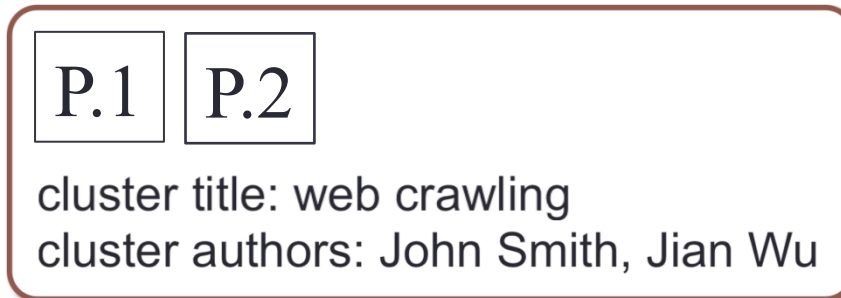 P.1 P.2
cluster title: web crawling
cluster authors: John Smith, Jian Wu